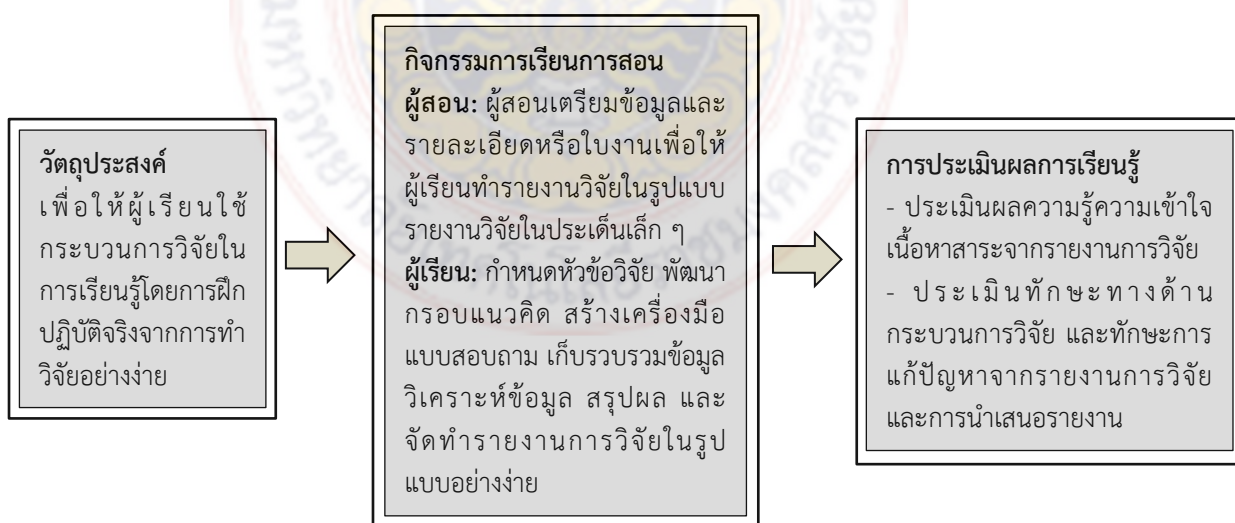 วัตถุประสงค์
เพื่อให้ผู้เรียนใช้
กระบวนการวิจัยใน
การเรียนรู้โดยการฝึก
ปฏิบัติจริงจากการทำ
วิจัยอย่างง่าย
กิจกรรมการเรียนการสอน
ผู้สอน: ผู้สอนเตรียมข้อมูลและ
รายละเอียดหรือใบงานเพื่อให้
ผู้เรียนทำรายงานวิจัยในรูปแบบ
รายงานวิจัยในประเด็นเล็ก ๆ
ผู้เรียน: กำหนดหัวข้อวิจัย พัฒนา
กรอบแนวคิด สร้างเครื่องมือ
แบบสอบถาม เก็บรวบรวมข้อมูล
วิเคราะห์ข้อมูล สรุปผล และ
จัดทำรายงานการวิจัยในรูป
แบบอย่างง่าย
การประเมินผลการเรียนรู้
- ประเมินผลความรู้ความเข้าใจ
เนื้อหาสาระจากรายงานการวิจัย
- ประเมินทักษะทางด้าน
กระบวนการวิจัย และทักษะการ
แก้ปัญหาจากรายงานการวิจัย
และการนำเสนอรายงาน